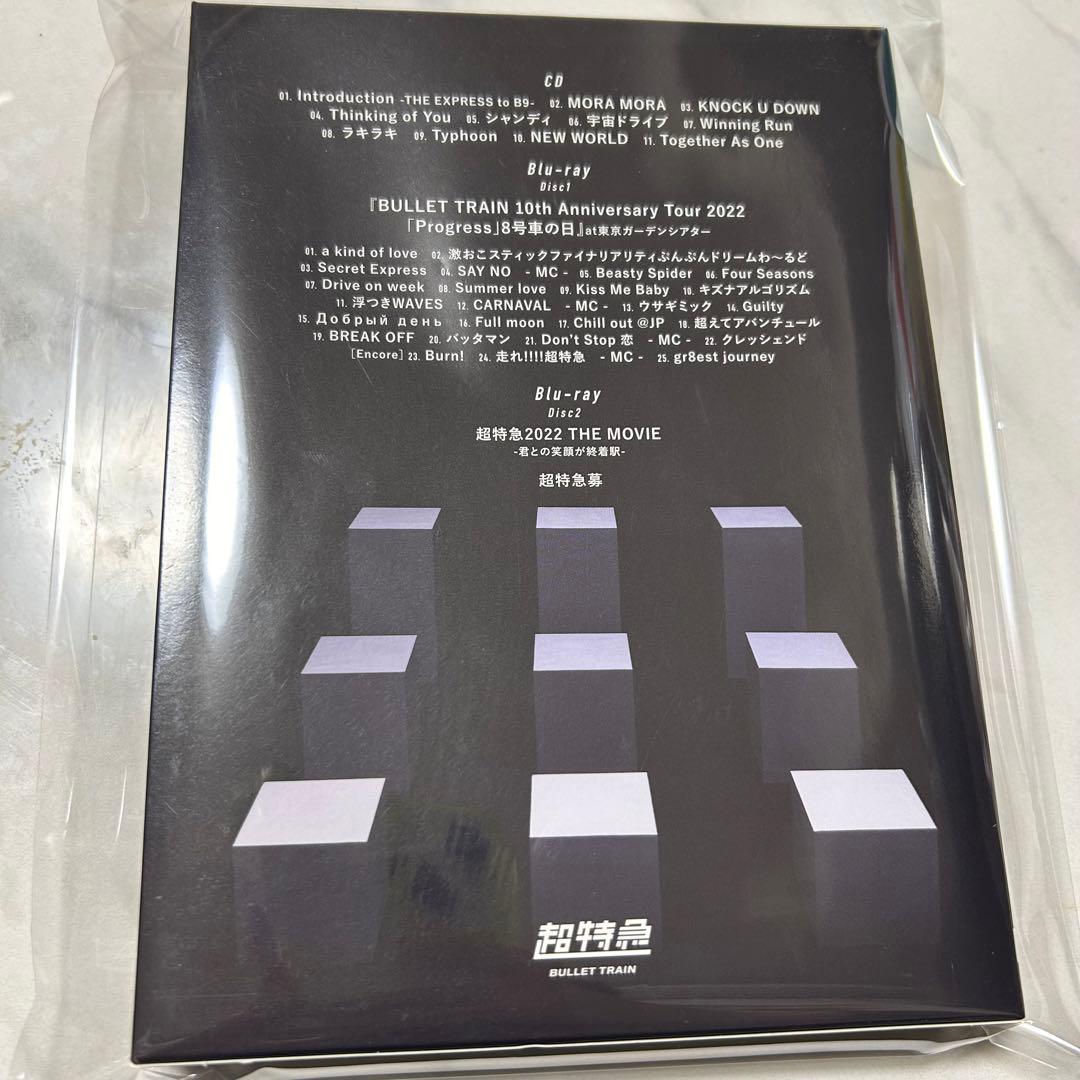 CD
01. Introduction -THE EXPRESS to B9- 02. MORA MORA 03. KNOCK U DOWN
04. Thinking of You 05. シャンディ 06. 宇宙ドライブ 07. Winning Run
08. ラキラキ 09. Typhoon 10. NEW WORLD 11. Together As One
Blu-ray
Disc1
『BULLET TRAIN 10th Anniversary Tour 2022
「Progress」8号車の日』at東京ガーデンシアター
01. a kind of love 02. 激おこスティックファイナリアリティぷんぷんドリームわ〜るど
03. Secret Express 04. SAY NO - MC - 05. Beasty Spider 06. Four Seasons
07. Drive on week 08. Summer love 09. Kiss Me Baby 10. キズナアルゴリズム
11. 浮つきWAVES 12. CARNAVAL - MC - 13. ウサギミック 14. Guilty
15. Добрый день 16. Full moon 17. Chill out @JP 18. 超えてアバンチュール
19. BREAK OFF 20. バッタマン 21. Don't Stop 恋 - MC - 22. クレッシェンド
[Encore] 23. Burn! 24. 走れ!!!!超特急 - MC - 25. gr8est journey
Blu-ray
Disc2
超特急2022 THE MOVIE
-君との笑顔が終着駅-
超特急募
超特急
BULLET TRAIN